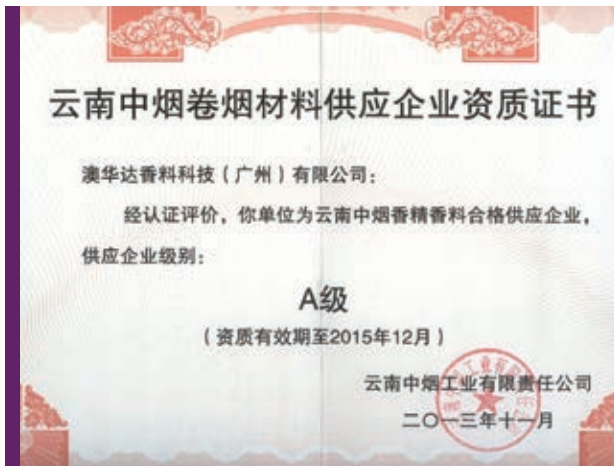 云南中烟卷烟材料供应企业资质证书
澳华达香料科技（广州）有限公司：
经认证评价，你单位为云南中烟香精香料合格供应企业，
供应企业级别：
A级
（资质有效期至2015年12月）
云南中烟工业有限责任公司
二〇一三年十一月